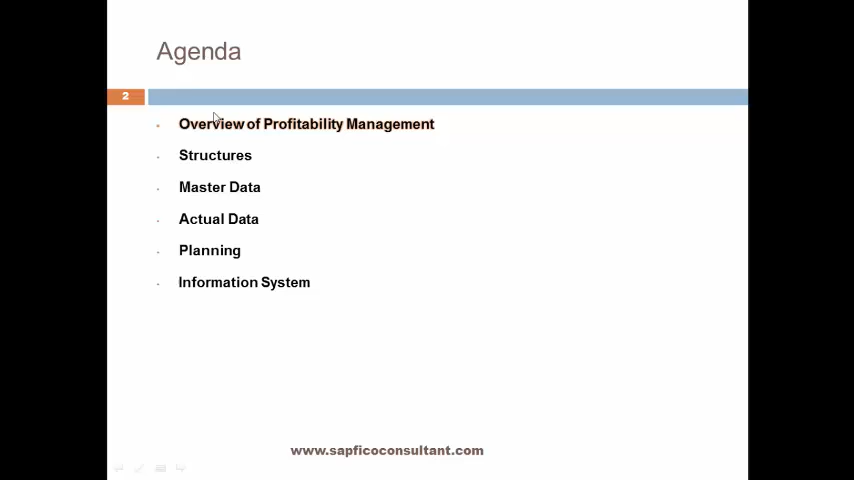 Agenda
2
Overview of Profitability Management
Structures
Master Data
Actual Data
Planning
Information System
www.sapficoconsultant.com